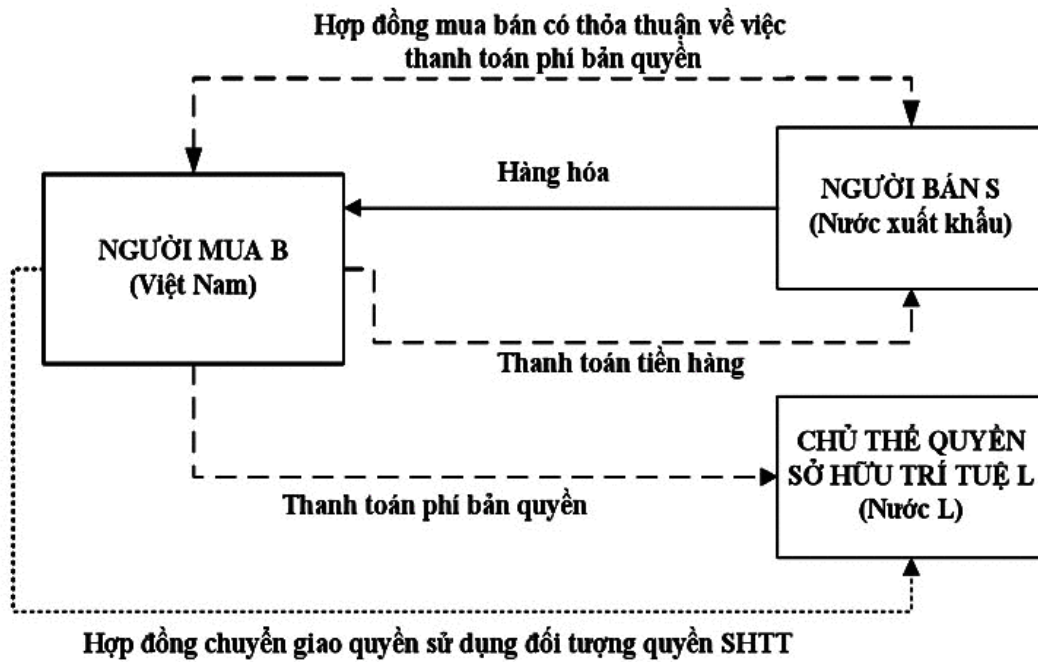 Hợp đồng mua bán có thỏa thuận về việc
thanh toán phí bản quyền
Hàng hóa
NGƯỜI BÁN S
(Nước xuất khẩu)
NGƯỜI MUA B
(Việt Nam)
Thanh toán tiền hàng
CHỦ THỂ QUYỀN
SỞ HỮU TRÍ TUỆ L
(Nước L)
Thanh toán phí bản quyền
Hợp đồng chuyển giao quyền sử dụng đối tượng quyền SHTT